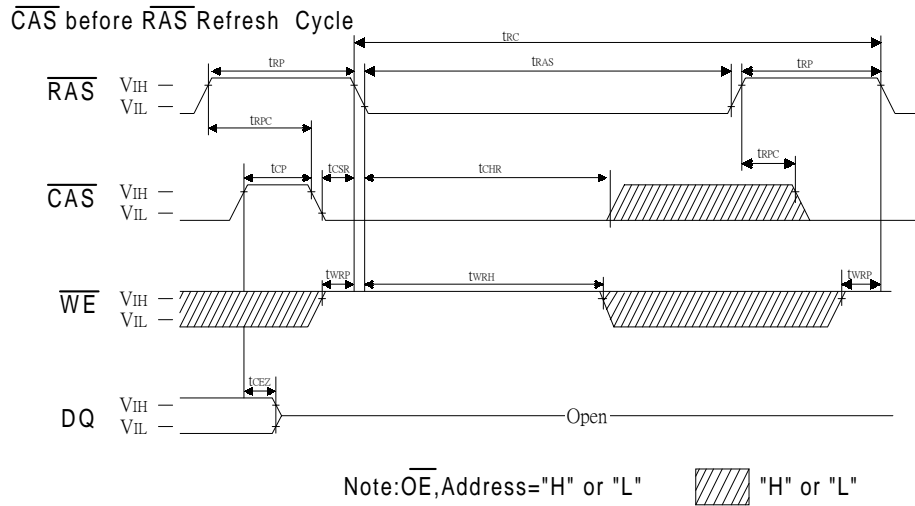 CAS before RAS Refresh Cycle
tRC
tRP tRAS tRP
RAS VIH
VIL
tRPC tRPC
tCP tCSR tCHR
CAS VIH
VIL
tWRP tWRH tWRP
WE VIH
VIL
tCEZ
DQ VIH
VIL
Open
Note:OE,Address="H" or "L" "H" or "L"